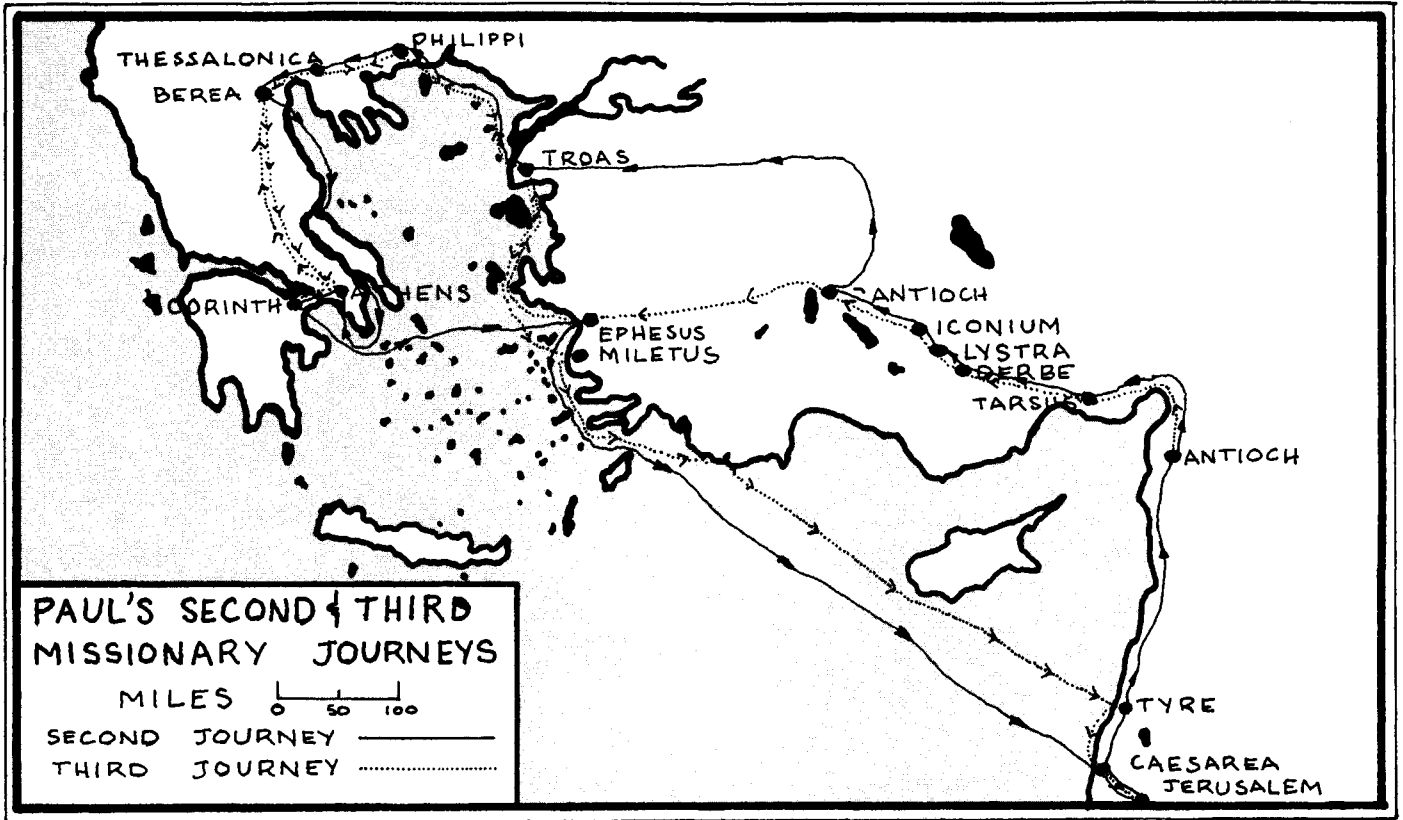 PHILIPPI
THESSALONICA
BEREA
TROAS
CORINTH
ATHENS
ANTIOCH
EPHESUS
MILETUS
ICONIUM
LYSTRA
DERBE
TARSUS
ANTIOCH
TYRE
CAESAREA
JERUSALEM
PAUL'S SECOND & THIRD
MISSIONARY JOURNEYS
MILES 0 50 100
SECOND JOURNEY
THIRD JOURNEY